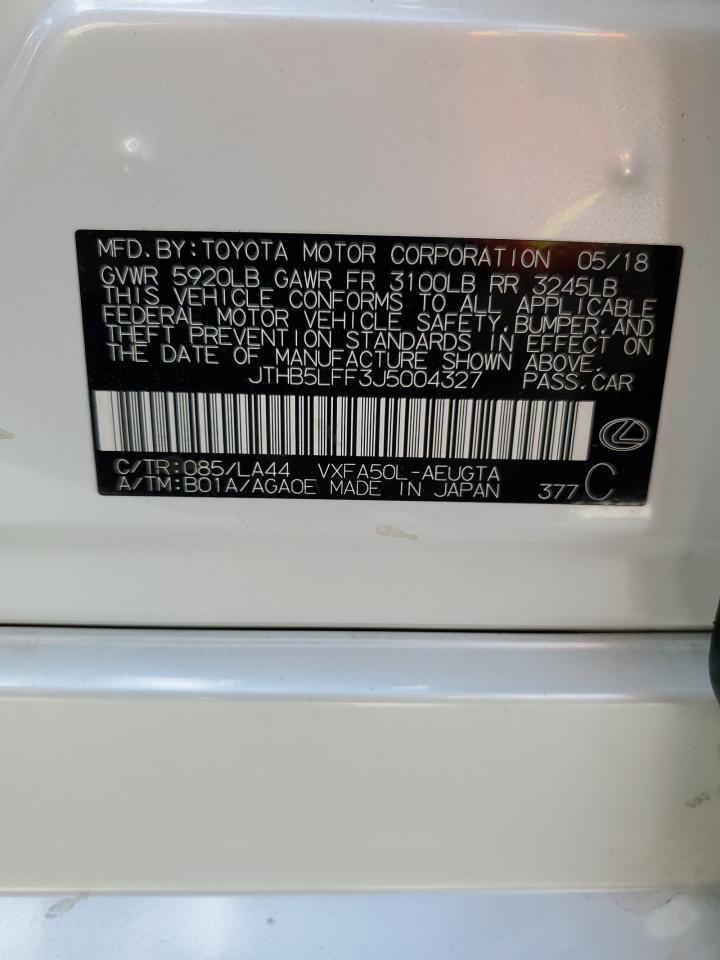 MFD.BY:TOYOTA MOTOR CORPORATION 05/18
GVWR 5920LB GAWR FR 3100LB RR 3245LB
THIS VEHICLE CONFORMS TO ALL APPLICABLE
FEDERAL MOTOR VEHICLE SAFETY,BUMPER,AND
THEFT PREVENTION STANDARDS IN EFFECT ON
THE DATE OF MANUFACTURE SHOWN ABOVE.
JTHB5LFF3J5004327 PASS.CAR
C/TR:085/LA44 VXFA50L-AEUGTA
A/TM:B01A/AGA0E MADE IN JAPAN 377 C